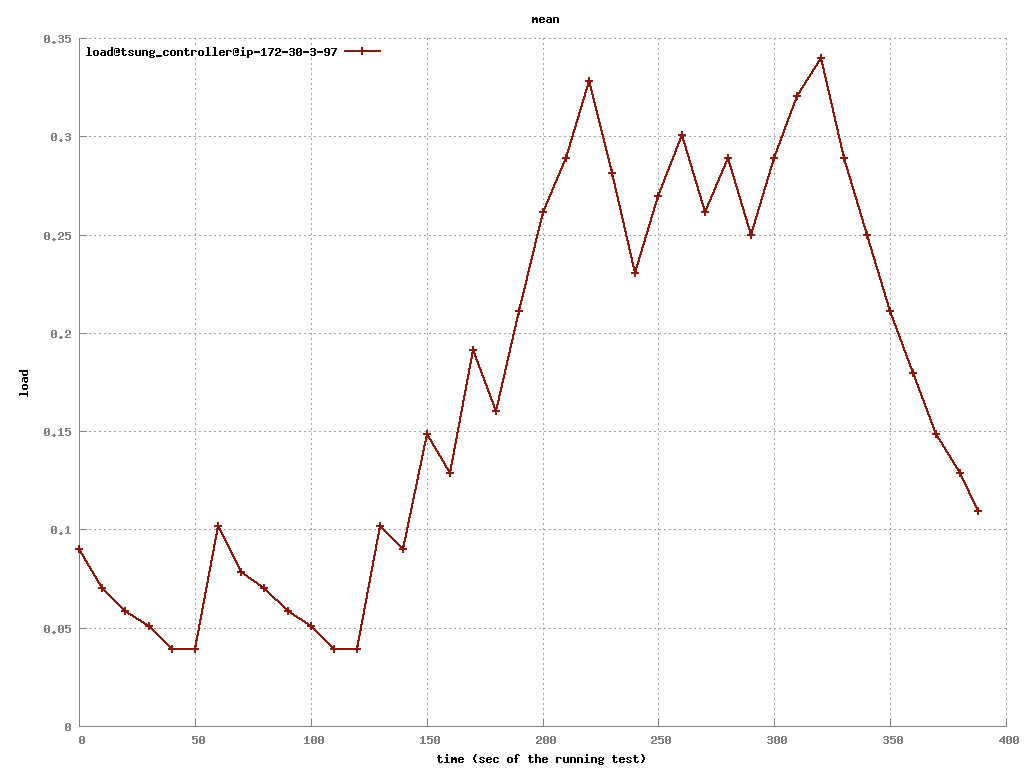 mean
0.35
load@tsung_controller@ip-172-30-3-97
0.3
0.25
0.2
load
0.15
0.1
0.05
0
0 50 100 150 200 250 300 350 400
time (sec of the running test)